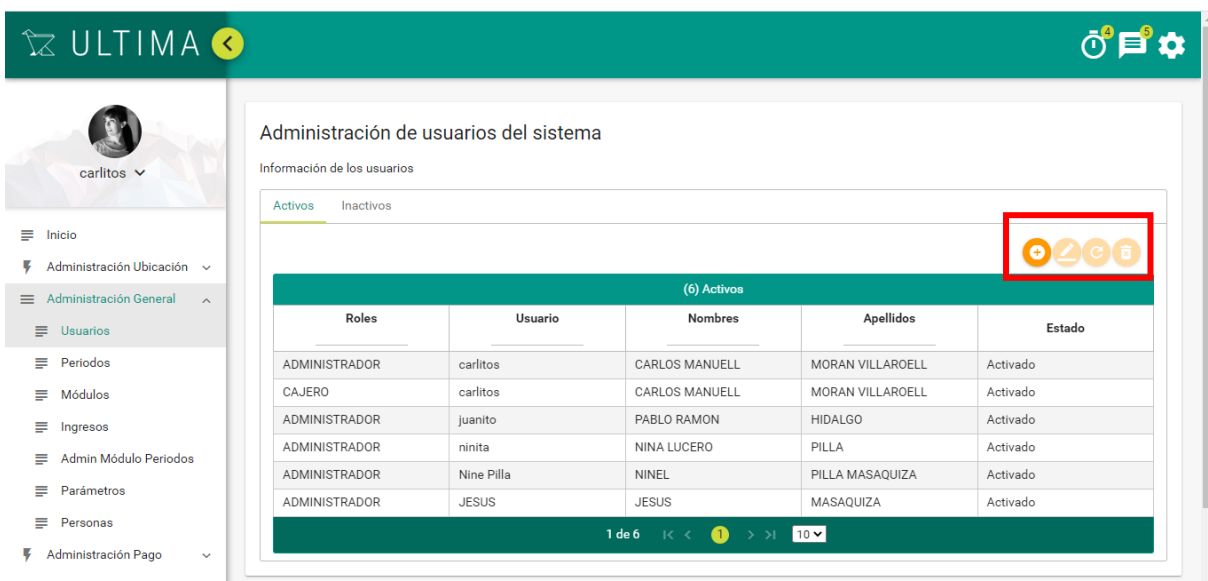 ULTIMA
4
5
carlitos
Inicio
Administración Ubicación
Administración General
Usuarios
Periodos
Módulos
Ingresos
Admin Módulo Periodos
Parámetros
Personas
Administración Pago
Administración de usuarios del sistema
Información de los usuarios
Activos Inactivos
(6) Activos
Roles Usuario Nombres Apellidos Estado
ADMINISTRADOR carlitos CARLOS MANUELL MORAN VILLAROELL Activado
CAJERO carlitos CARLOS MANUELL MORAN VILLAROELL Activado
ADMINISTRADOR juanito PABLO RAMON HIDALGO Activado
ADMINISTRADOR ninita NINA LUCERO PILLA Activado
ADMINISTRADOR Nine Pilla NINEL PILLA MASAQUIZA Activado
ADMINISTRADOR JESUS JESUS MASAQUIZA Activado
1 de 6 1 10